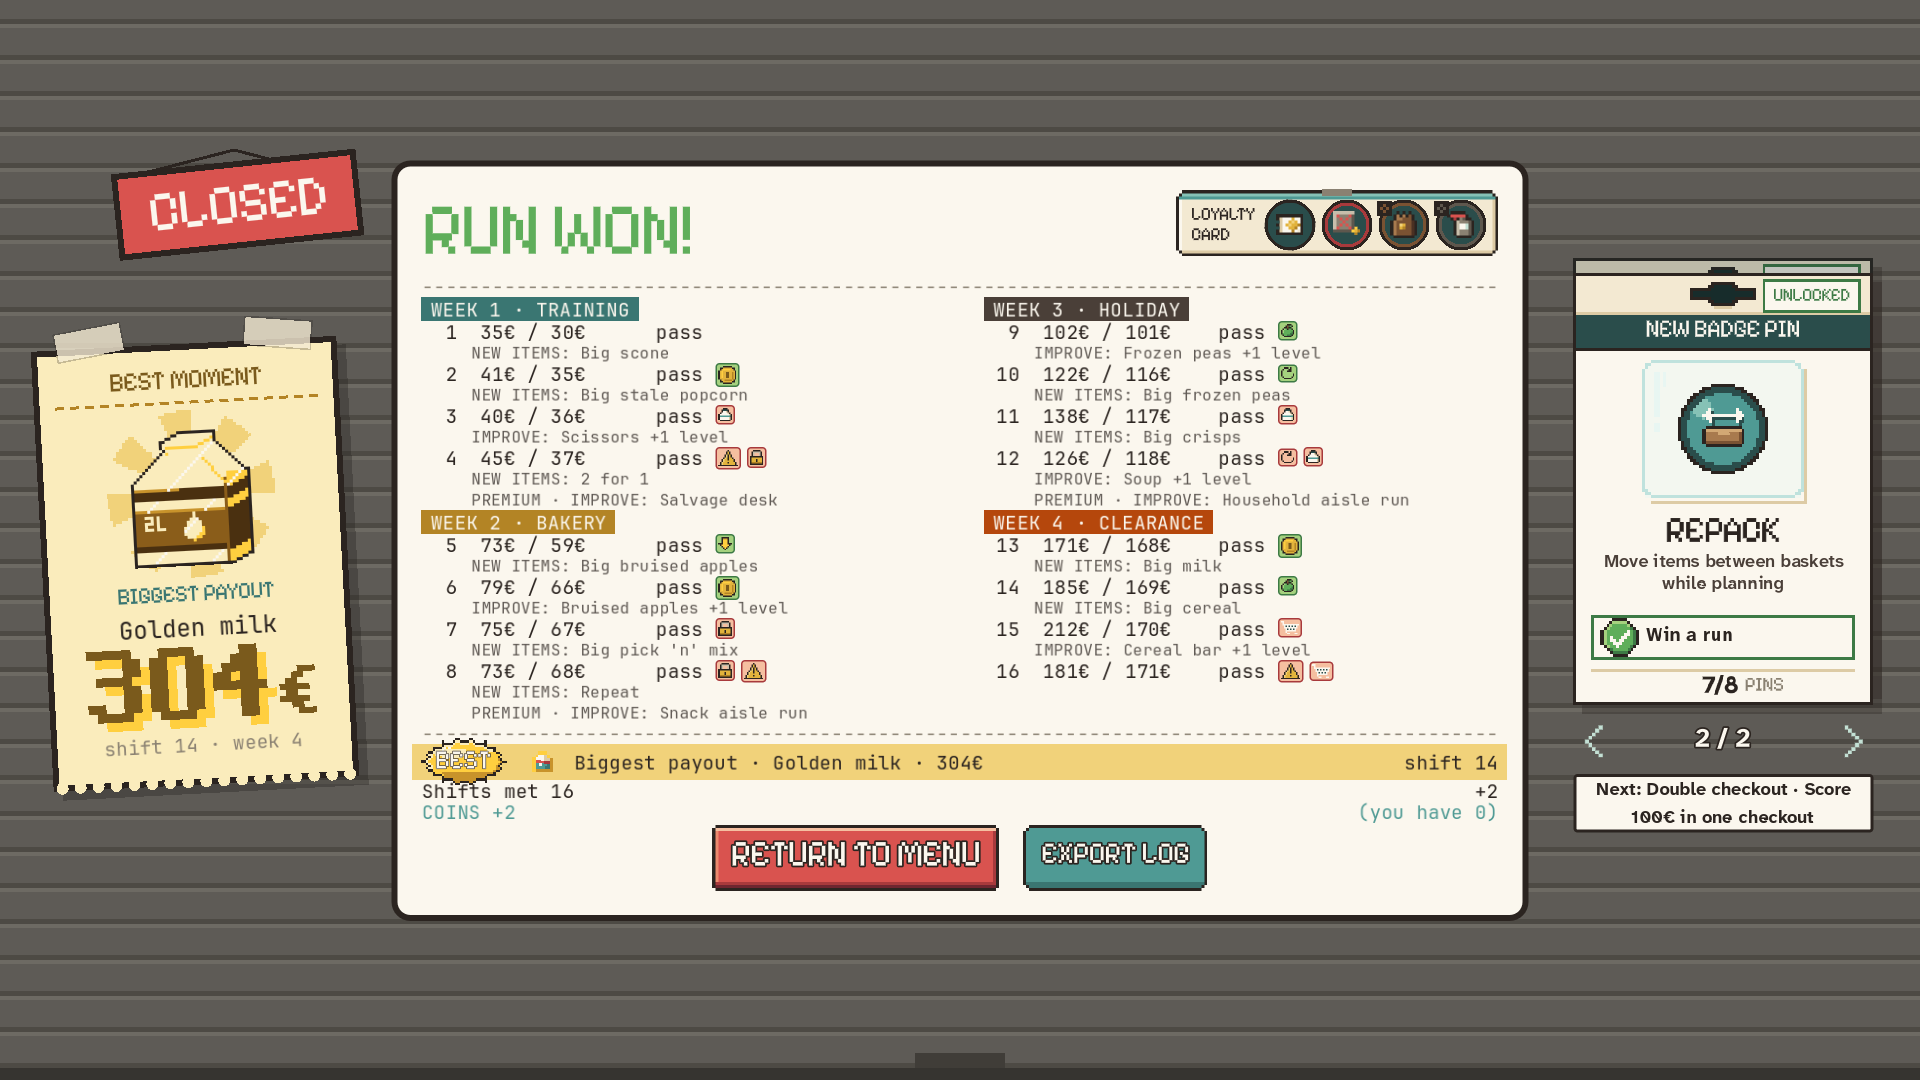 CLOSED
BEST MOMENT
2L
BIGGEST PAYOUT
Golden milk
304€
shift 14 · week 4
RUN WON!
LOYALTY
CARD
WEEK 1 · TRAINING
1 35€ / 30€ pass
NEW ITEMS: Big scone
2 41€ / 35€ pass
NEW ITEMS: Big stale popcorn
3 40€ / 36€ pass
IMPROVE: Scissors +1 level
4 45€ / 37€ pass
NEW ITEMS: 2 for 1
PREMIUM · IMPROVE: Salvage desk
WEEK 2 · BAKERY
5 73€ / 59€ pass
NEW ITEMS: Big bruised apples
6 79€ / 66€ pass
IMPROVE: Bruised apples +1 level
7 75€ / 67€ pass
NEW ITEMS: Big pick 'n' mix
8 73€ / 68€ pass
NEW ITEMS: Repeat
PREMIUM · IMPROVE: Snack aisle run
WEEK 3 · HOLIDAY
9 102€ / 101€ pass
IMPROVE: Frozen peas +1 level
10 122€ / 116€ pass
NEW ITEMS: Big frozen peas
11 138€ / 117€ pass
NEW ITEMS: Big crisps
12 126€ / 118€ pass
IMPROVE: Soup +1 level
PREMIUM · IMPROVE: Household aisle run
WEEK 4 · CLEARANCE
13 171€ / 168€ pass
NEW ITEMS: Big milk
14 185€ / 169€ pass
NEW ITEMS: Big cereal
15 212€ / 170€ pass
IMPROVE: Cereal bar +1 level
16 181€ / 171€ pass
BEST Biggest payout · Golden milk · 304€ shift 14
Shifts met 16 +2
COINS +2 (you have 0)
RETURN TO MENU
EXPORT LOG
UNLOCKED
NEW BADGE PIN
REPACK
Move items between baskets
while planning
Win a run
7/8 PINS
2 / 2
Next: Double checkout · Score
100€ in one checkout